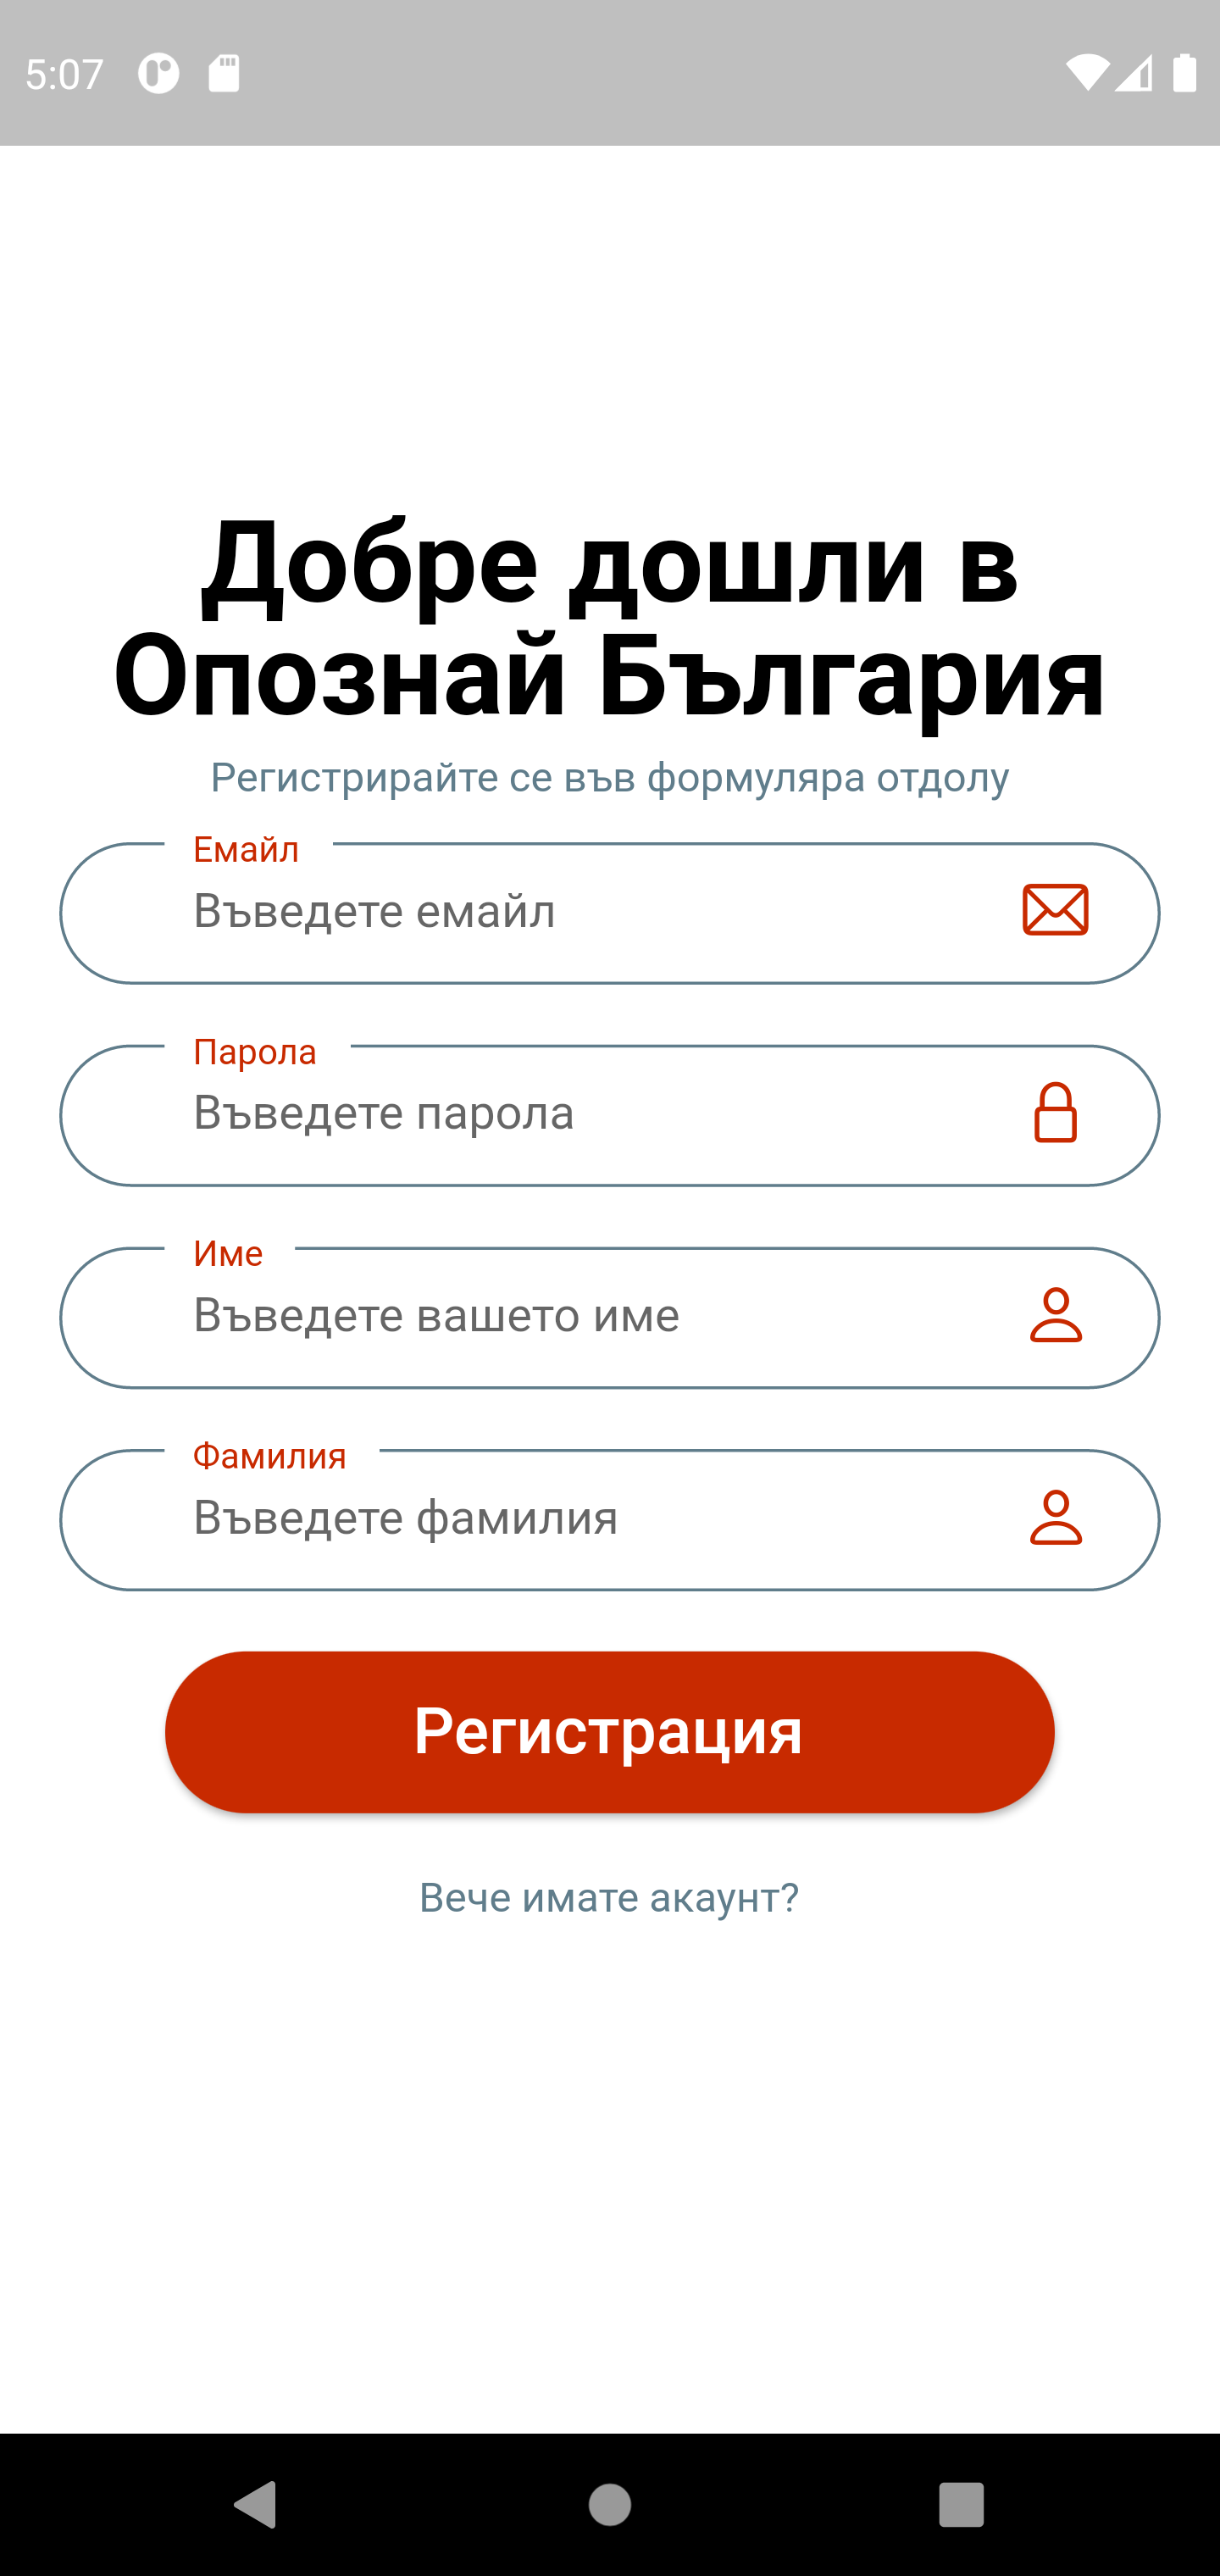 5:07
Добре дошли в
Опознай България
Регистрирайте се във формуляра отдолу
Емайл
Въведете емайл
Парола
Въведете парола
Име
Въведете вашето име
Фамилия
Въведете фамилия
Регистрация
Вече имате акаунт?